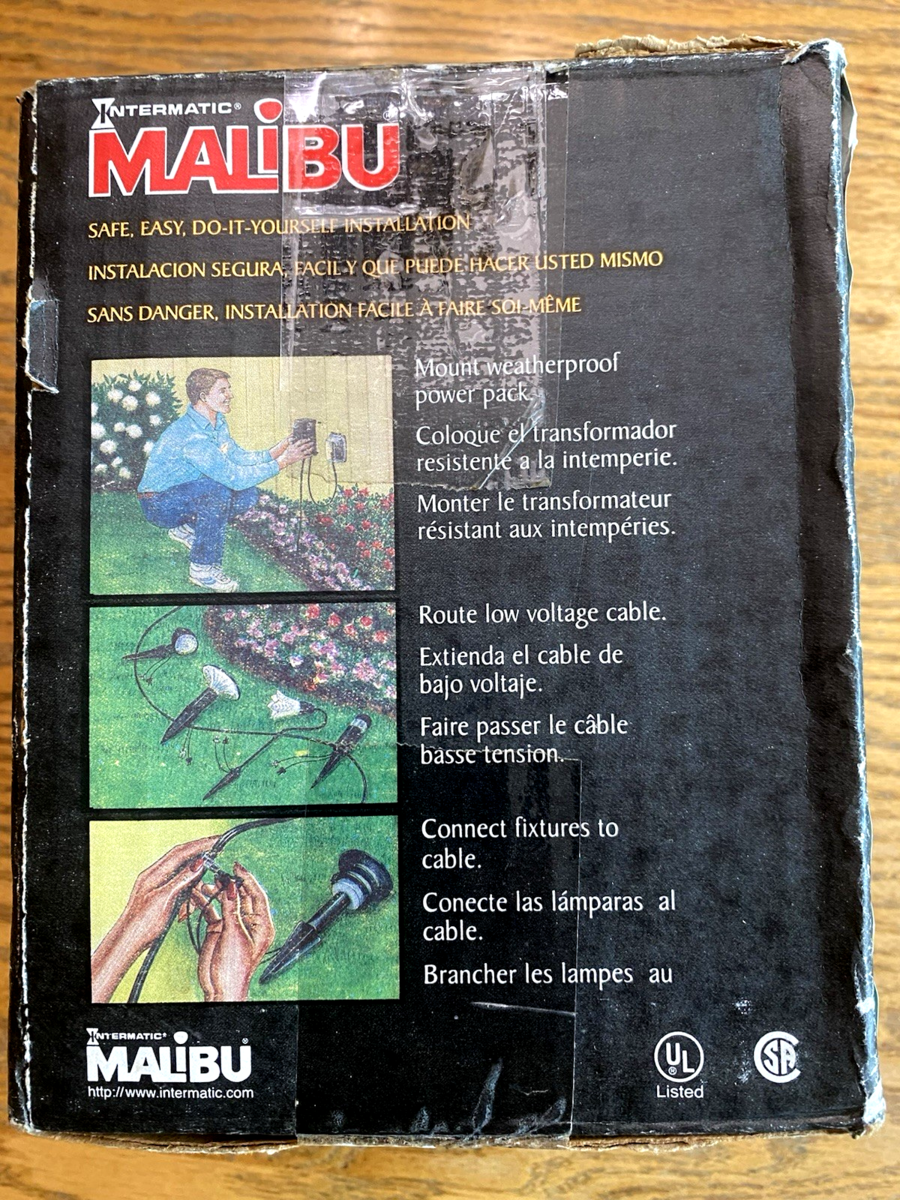 INTERMATIC®
MALIBU®
SAFE, EASY, DO-IT-YOURSELF INSTALLATION
INSTALACION SEGURA, FACIL Y QUE PUEDE HACER USTED MISMO
SANS DANGER, INSTALLATION FACILE À FAIRE SOI-MÊME
Mount weatherproof
power pack.
Coloque el transformador
resistente a la intemperie.
Monter le transformateur
résistant aux intempéries.
Route low voltage cable.
Extienda el cable de
bajo voltaje.
Faire passer le câble
basse tension.
Connect fixtures to
cable.
Conecte las lámparas al
cable.
Brancher les lampes au
INTERMATIC®
MALIBU®
http://www.intermatic.com
UL®
Listed
SA